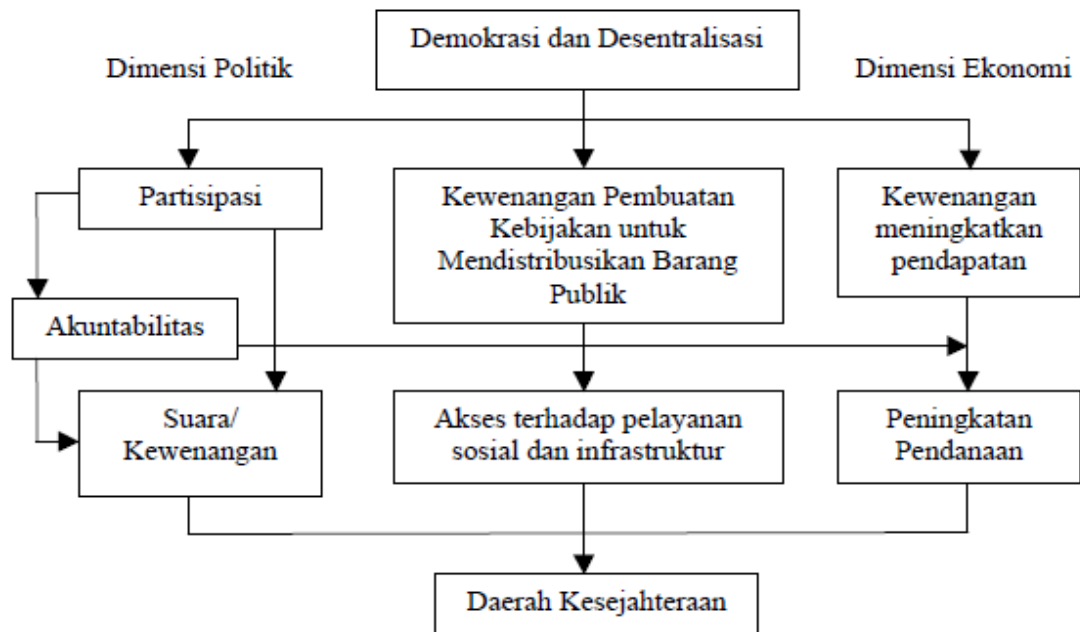 Demokrasi dan Desentralisasi
Dimensi Politik
Dimensi Ekonomi
Partisipasi
Kewenangan Pembuatan
Kebijakan untuk
Mendistribusikan Barang
Publik
Kewenangan
meningkatkan
pendapatan
Akuntabilitas
Suara/
Kewenangan
Akses terhadap pelayanan
sosial dan infrastruktur
Peningkatan
Pendanaan
Daerah Kesejahteraan